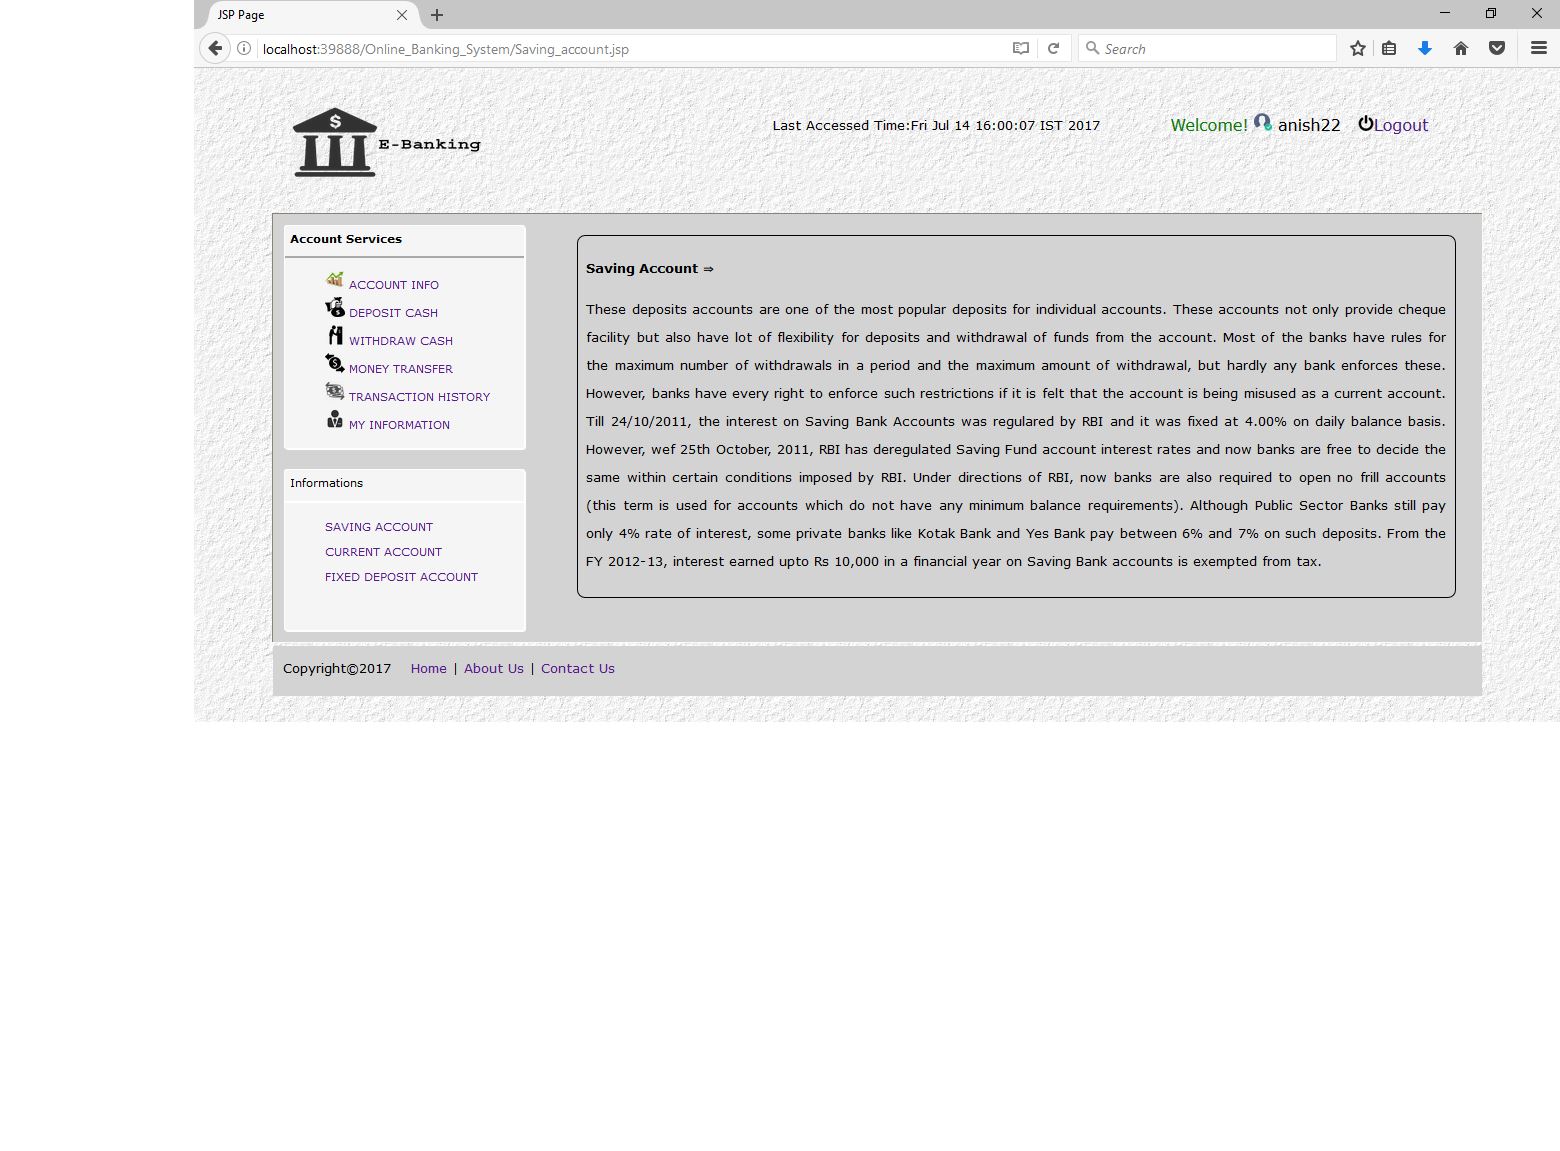 JSP Page
localhost:39888/Online_Banking_System/Saving_account.jsp
Search
E-Banking
Last Accessed Time:Fri Jul 14 16:00:07 IST 2017
Welcome! anish22 Logout
Account Services
ACCOUNT INFO
DEPOSIT CASH
WITHDRAW CASH
MONEY TRANSFER
TRANSACTION HISTORY
MY INFORMATION
Informations
SAVING ACCOUNT
CURRENT ACCOUNT
FIXED DEPOSIT ACCOUNT
Saving Account ⇒
These deposits accounts are one of the most popular deposits for individual accounts. These accounts not only provide cheque
facility but also have lot of flexibility for deposits and withdrawal of funds from the account. Most of the banks have rules for
the maximum number of withdrawals in a period and the maximum amount of withdrawal, but hardly any bank enforces these.
However, banks have every right to enforce such restrictions if it is felt that the account is being misused as a current account.
Till 24/10/2011, the interest on Saving Bank Accounts was regulared by RBI and it was fixed at 4.00% on daily balance basis.
However, wef 25th October, 2011, RBI has deregulated Saving Fund account interest rates and now banks are free to decide the
same within certain conditions imposed by RBI. Under directions of RBI, now banks are also required to open no frill accounts
(this term is used for accounts which do not have any minimum balance requirements). Although Public Sector Banks still pay
only 4% rate of interest, some private banks like Kotak Bank and Yes Bank pay between 6% and 7% on such deposits. From the
FY 2012-13, interest earned upto Rs 10,000 in a financial year on Saving Bank accounts is exempted from tax.
Copyright©2017 Home | About Us | Contact Us